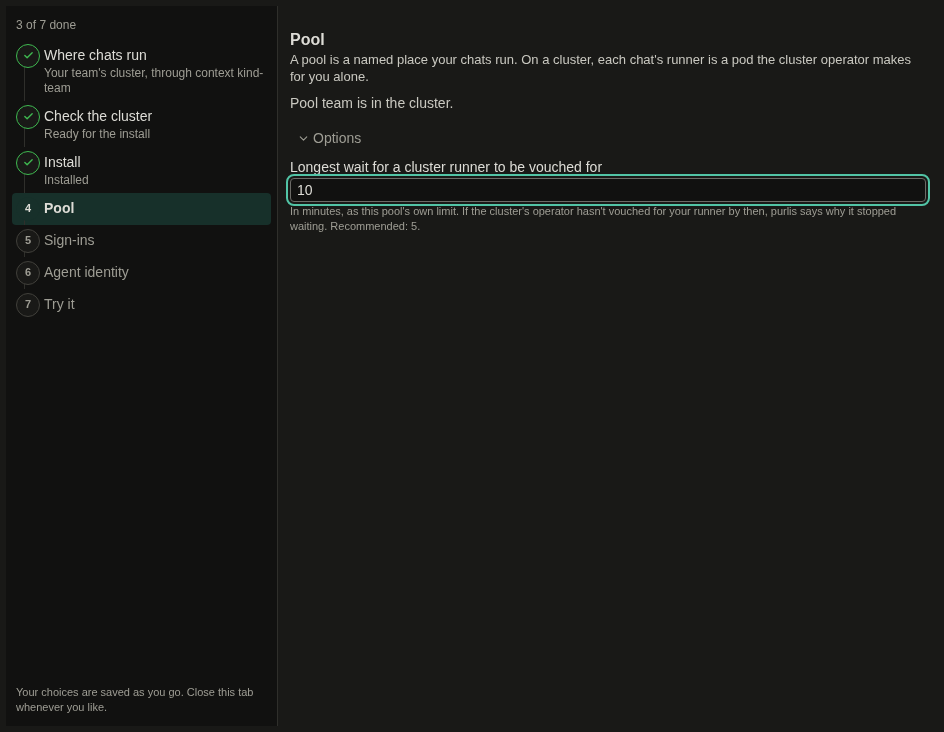 3 of 7 done
Where chats run
Your team's cluster, through context kind-
team
Check the cluster
Ready for the install
Install
Installed
4 Pool
5 Sign-ins
6 Agent identity
7 Try it
Your choices are saved as you go. Close this tab
whenever you like.
Pool
A pool is a named place your chats run. On a cluster, each chat's runner is a pod the cluster operator makes
for you alone.
Pool team is in the cluster.
Options
Longest wait for a cluster runner to be vouched for
10
In minutes, as this pool's own limit. If the cluster's operator hasn't vouched for your runner by then, purlis says why it stopped
waiting. Recommended: 5.